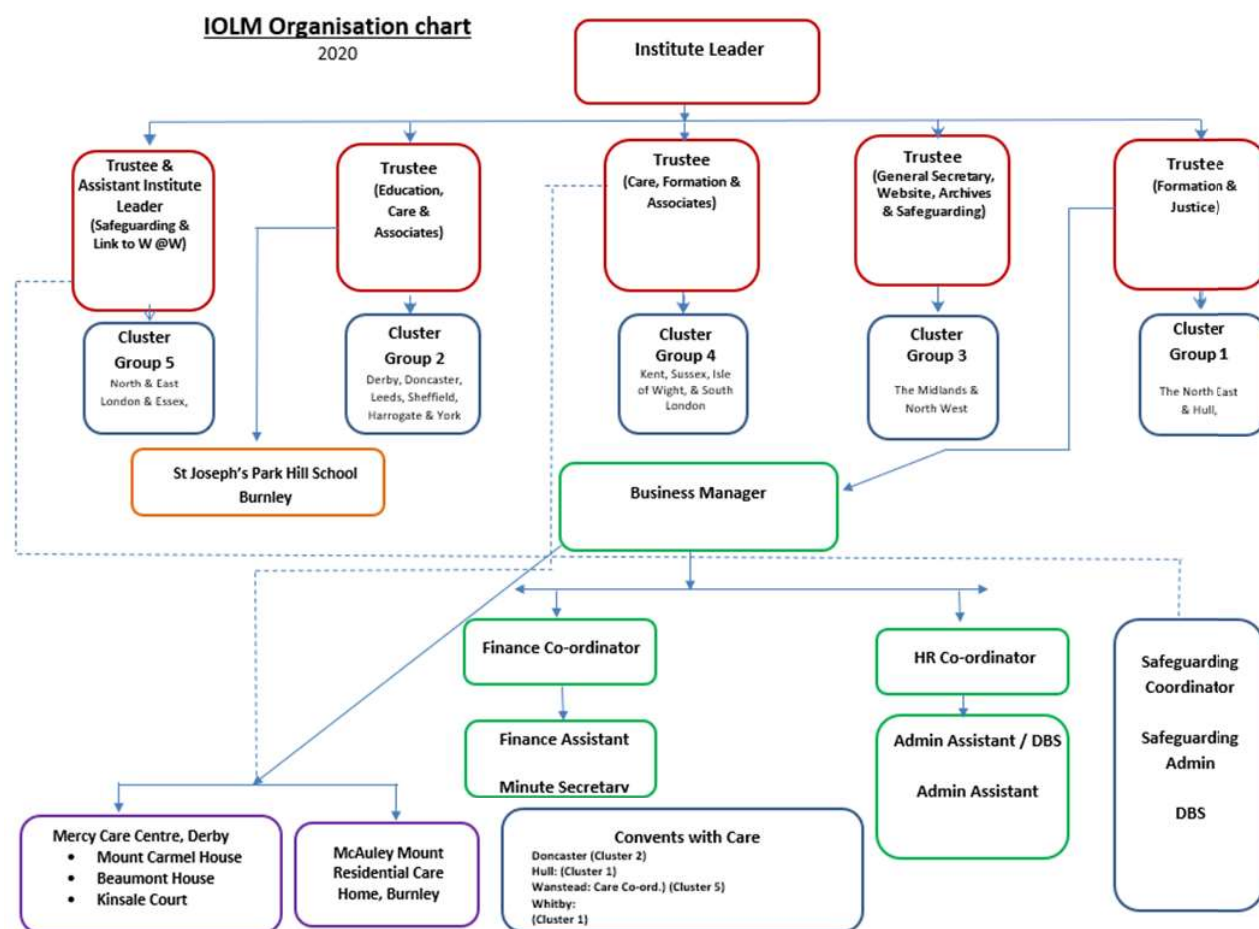 IOLM Organisation chart
2020
Institute Leader
Trustee &
Assistant Institute
Leader
(Safeguarding &
Link to W @W)
Trustee
(Education,
Care &
Associates)
Trustee
(Care, Formation &
Associates)
Trustee
(General Secretary,
Website, Archives
& Safeguarding)
Trustee
(Formation &
Justice)
Cluster
Group 5
North & East
London & Essex,
Cluster
Group 2
Derby, Doncaster,
Leeds, Sheffield,
Harrogate & York
Cluster
Group 4
Kent, Sussex, Isle
of Wight, & South
London
Cluster
Group 3
The Midlands &
North West
Cluster
Group 1
The North East
& Hull,
St Joseph's Park Hill School
Burnley
Business Manager
Finance Co-ordinator
HR Co-ordinator
Finance Assistant
Minute Secretary
Admin Assistant / DBS
Admin Assistant
Safeguarding
Coordinator
Safeguarding
Admin
DBS
Mercy Care Centre, Derby
• Mount Carmel House
• Beaumont House
• Kinsale Court
McAuley Mount
Residential Care
Home, Burnley
Convents with Care
Doncaster (Cluster 2)
Hull: (Cluster 1)
Wanstead: Care Co-ord.) (Cluster 5)
Whitby:
(Cluster 1)